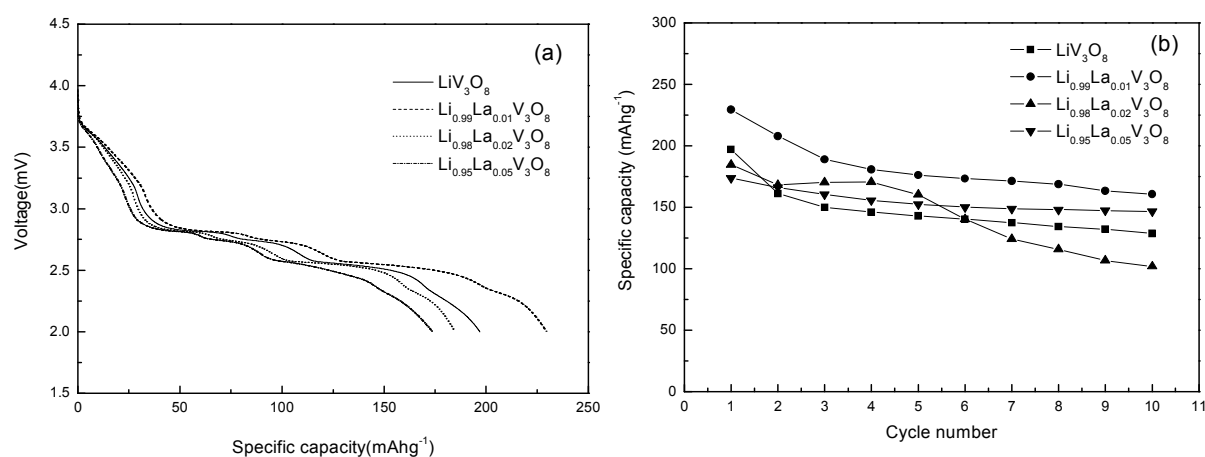 4.5
4.0
3.5
3.0
2.5
2.0
1.5
Voltage(mV)
0
50
100
150
200
250
Specific capacity(mAhg⁻¹)
(a)
LiV₃O₈
Li₀.₉₉La₀.₀₁V₃O₈
Li₀.₉₈La₀.₀₂V₃O₈
Li₀.₉₅La₀.₀₅V₃O₈
300
250
200
150
100
50
0
Specific capacity (mAhg⁻¹)
0
1
2
3
4
5
6
7
8
9
10
11
Cycle number
(b)
LiV₃O₈
Li₀.₉₉La₀.₀₁V₃O₈
Li₀.₉₈La₀.₀₂V₃O₈
Li₀.₉₅La₀.₀₅V₃O₈